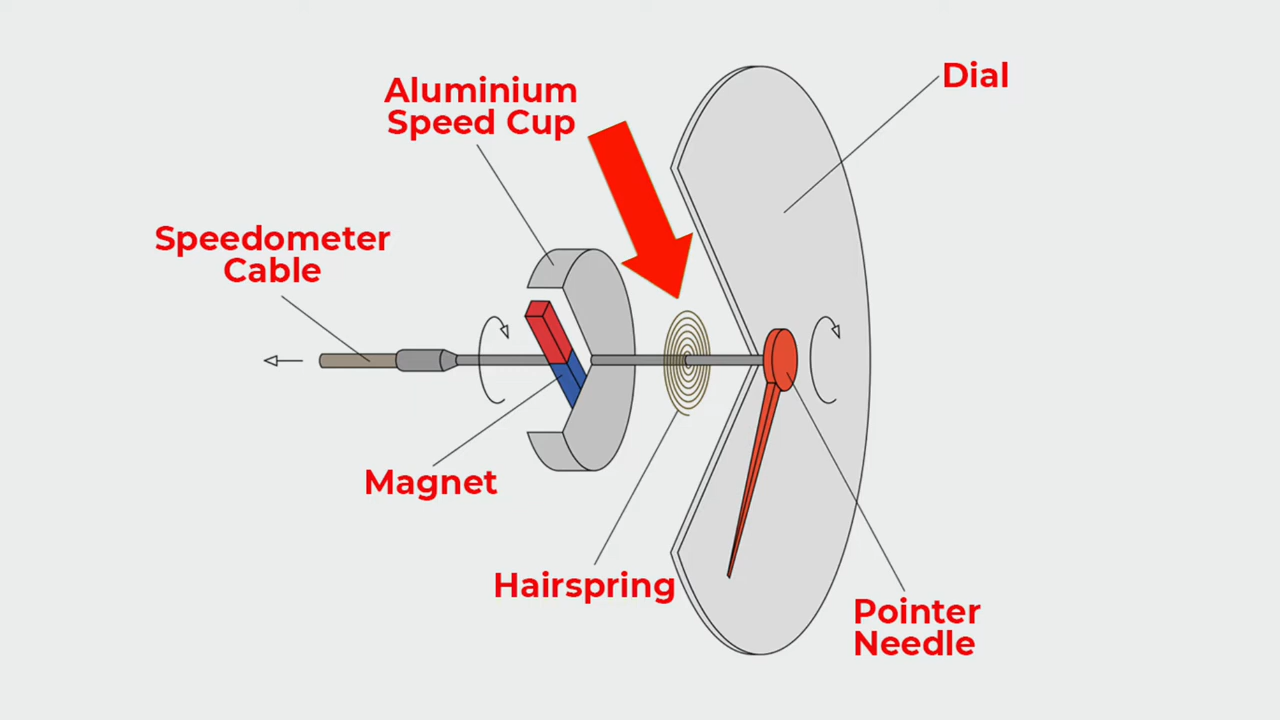 Dial
Aluminium
Speed Cup
Speedometer
Cable
Magnet
Hairspring
Pointer
Needle